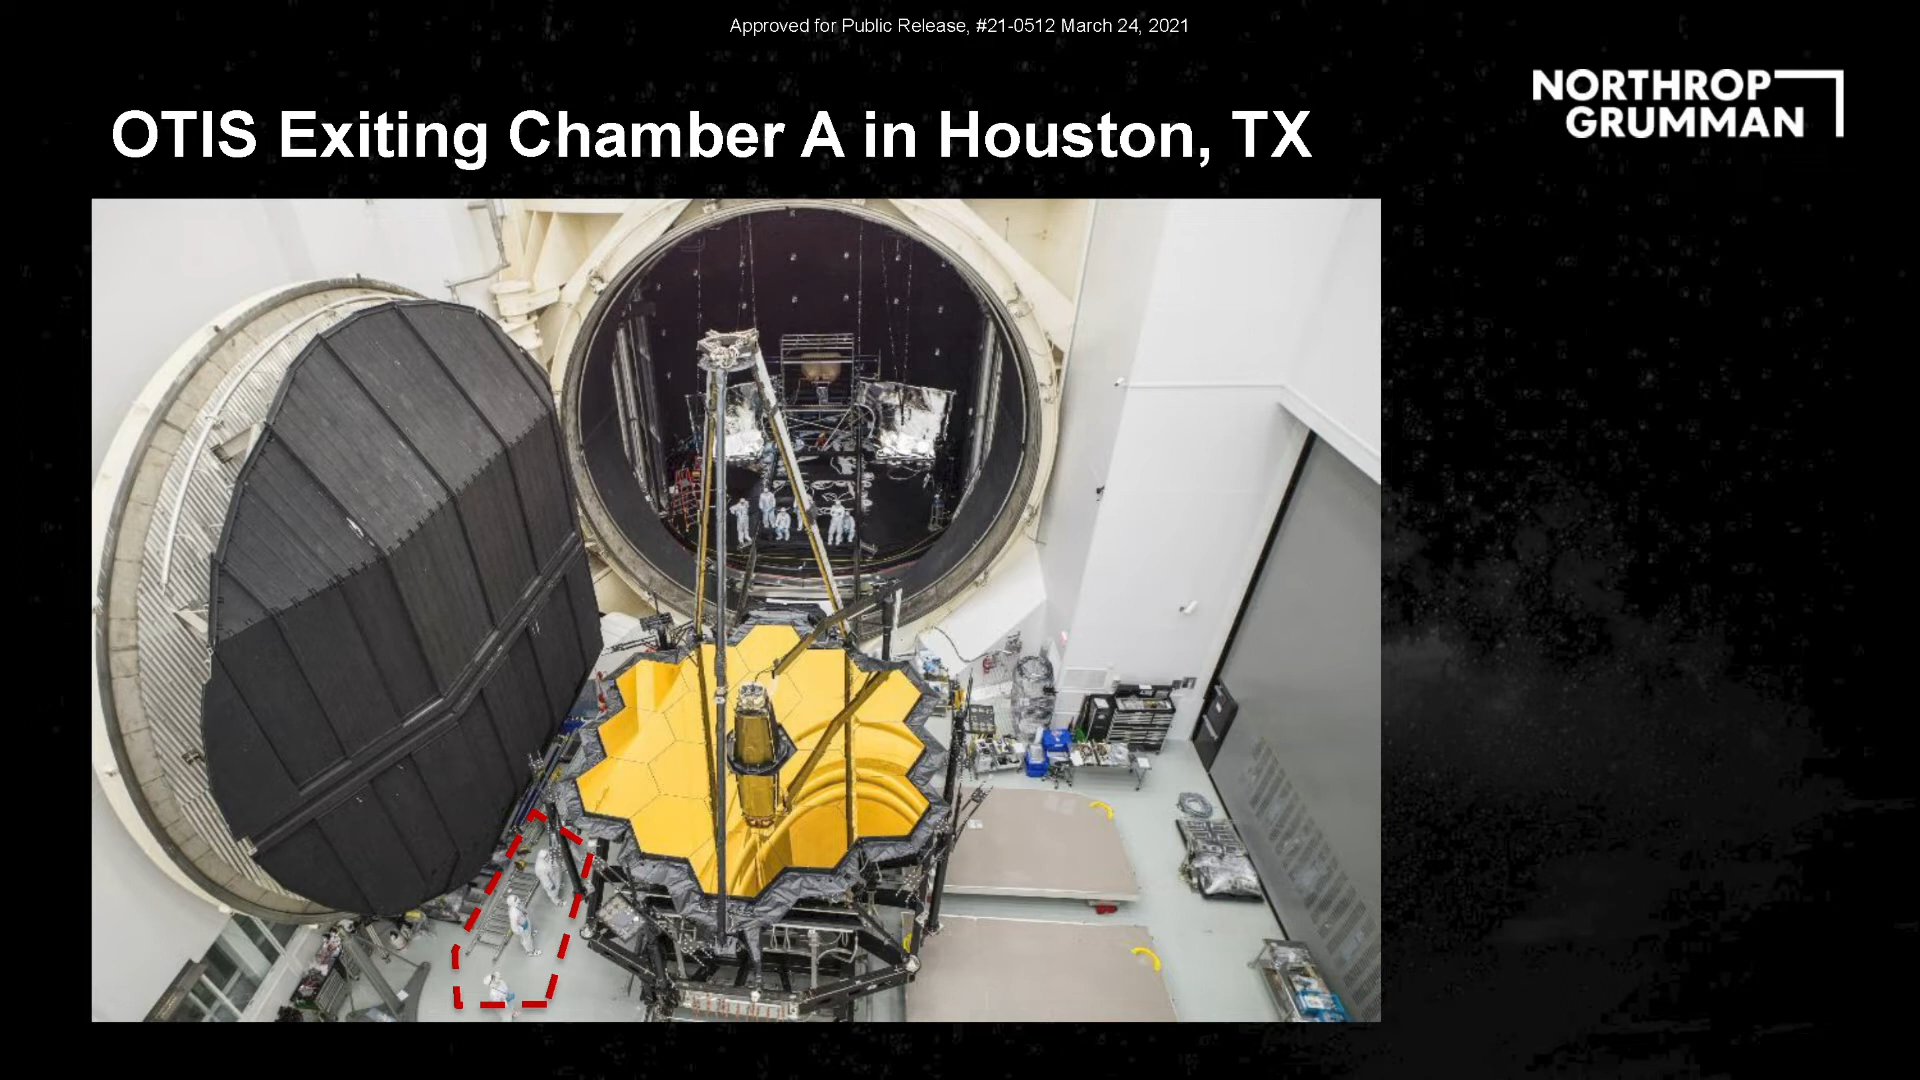 Approved for Public Release, #21-0512 March 24, 2021
NORTHROP
GRUMMAN
OTIS Exiting Chamber A in Houston, TX